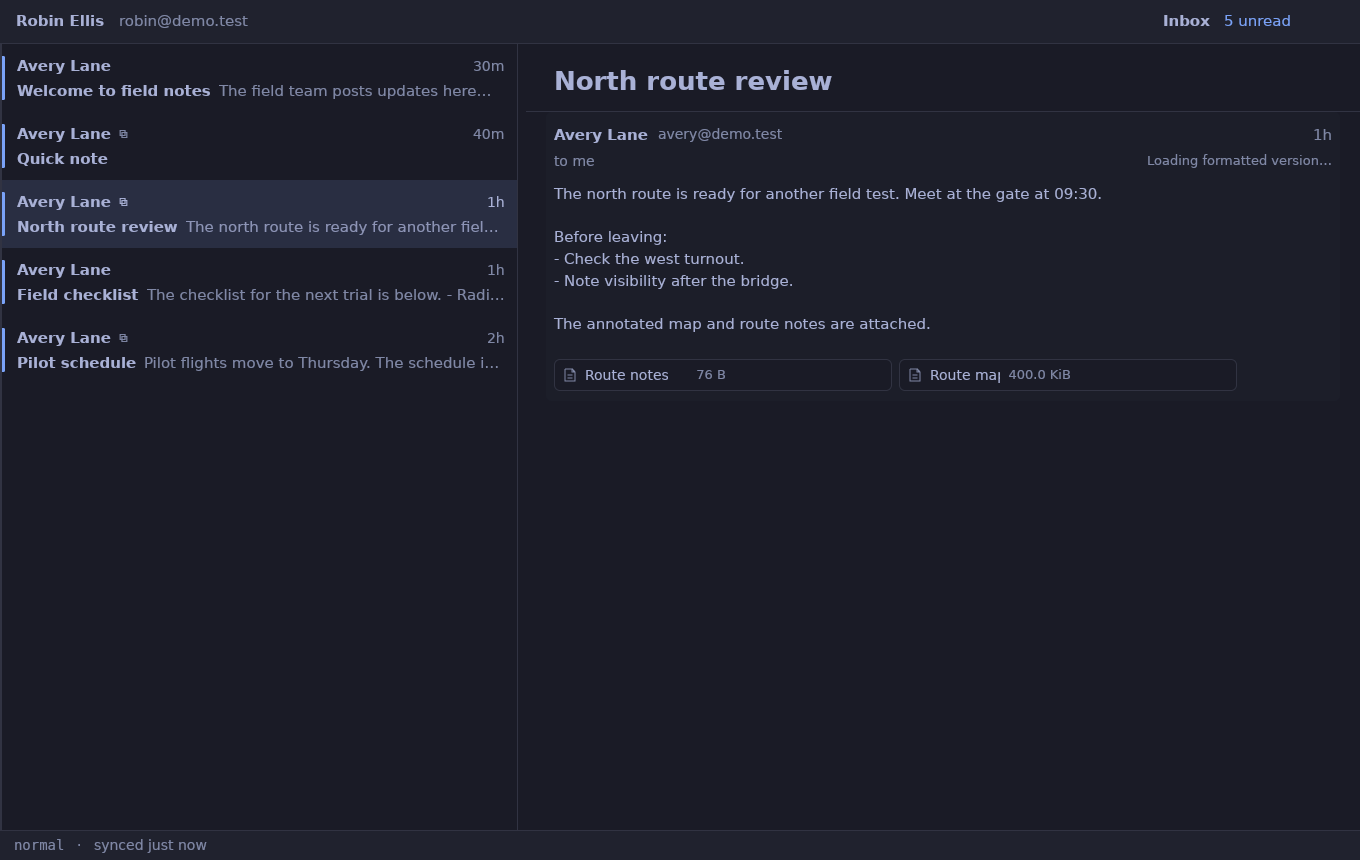 Robin Ellis robin@demo.test
Inbox 5 unread
Avery Lane 30m
Welcome to field notes The field team posts updates here…
Avery Lane 40m
Quick note
Avery Lane 1h
North route review The north route is ready for another fiel…
Avery Lane 1h
Field checklist The checklist for the next trial is below. - Radi…
Avery Lane 2h
Pilot schedule Pilot flights move to Thursday. The schedule i…
North route review
Avery Lane avery@demo.test 1h
to me Loading formatted version…
The north route is ready for another field test. Meet at the gate at 09:30.
Before leaving:
- Check the west turnout.
- Note visibility after the bridge.
The annotated map and route notes are attached.
Route notes 76 B
Route map 400.0 KiB
normal · synced just now